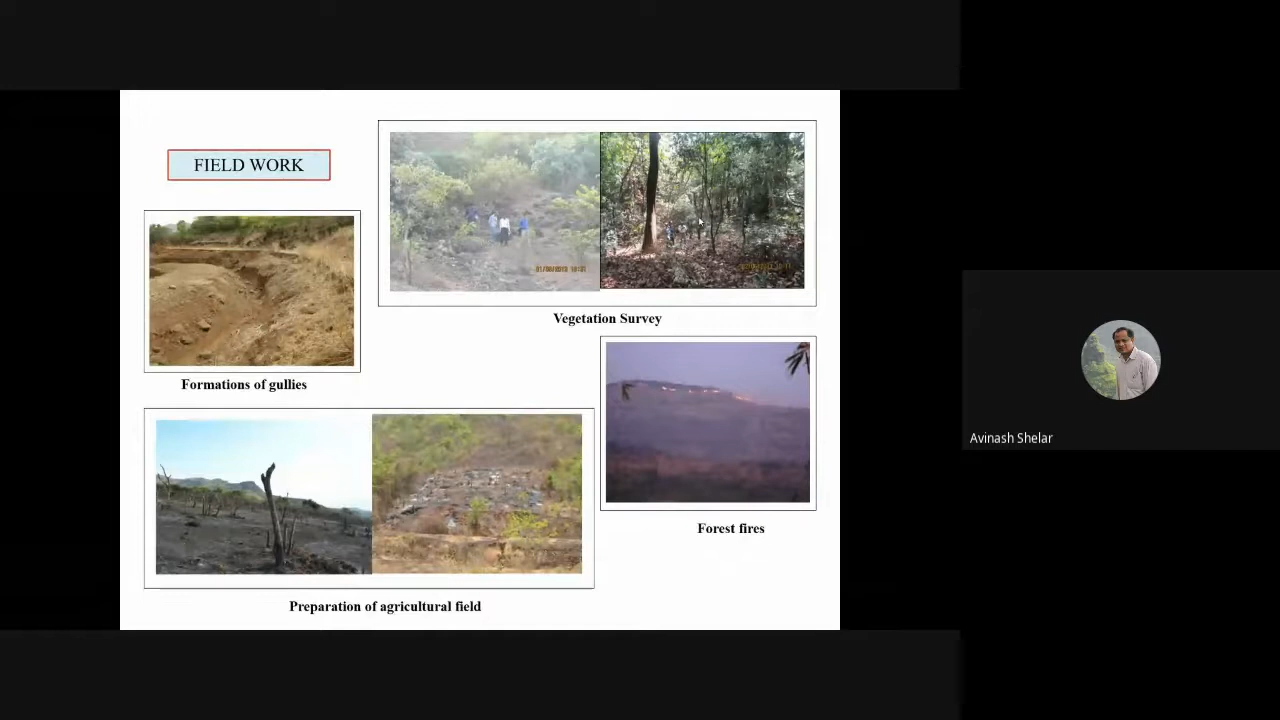 FIELD WORK
Vegetation Survey
Formations of gullies
Forest fires
Preparation of agricultural field
Avinash Shelar